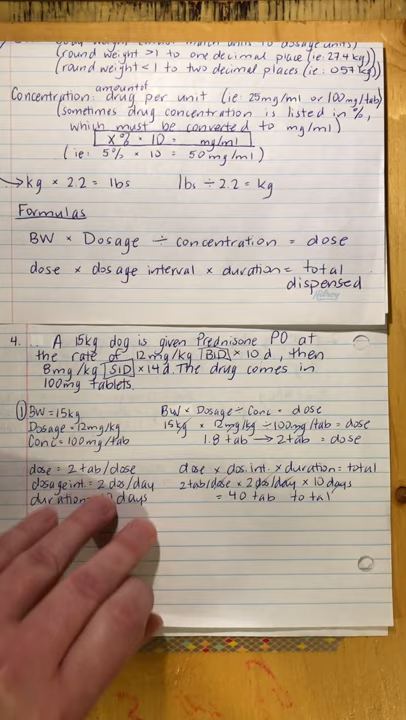 (round weight >1 to one decimal place (ie: 27.4 kg))
(round weight <1 to two decimal places (ie: 0.57 kg))
Concentration: amount of drug per unit (ie: 25mg/ml or 100mg/tab)
(sometimes drug concentration is listed in %,
which must be converted to mg/ml)
X% × 10 = mg/ml
(ie: 5% × 10 = 50 mg/ml)
→ kg × 2.2 = lbs lbs ÷ 2.2 = kg
Formulas
BW × Dosage ÷ concentration = dose
dose × dosage interval × duration = total
dispensed
4. A 15kg dog is given Prednisone PO at
the rate of 12mg/kg BID × 10 d, then
8mg/kg SID × 14 d. The drug comes in
100mg tablets.
① BW = 15kg BW × Dosage ÷ Conc = dose
Dosage = 12mg/kg 15kg × 12mg/kg ÷ 100mg/tab = dose
Conc = 100mg/tab 1.8 tab → 2 tab = dose
dose = 2 tab/dose dose × dos. int. × duration = total
dosage int. = 2 dos/day 2 tab/dose × 2 dos/day × 10 days
duration = days = 40 tab total